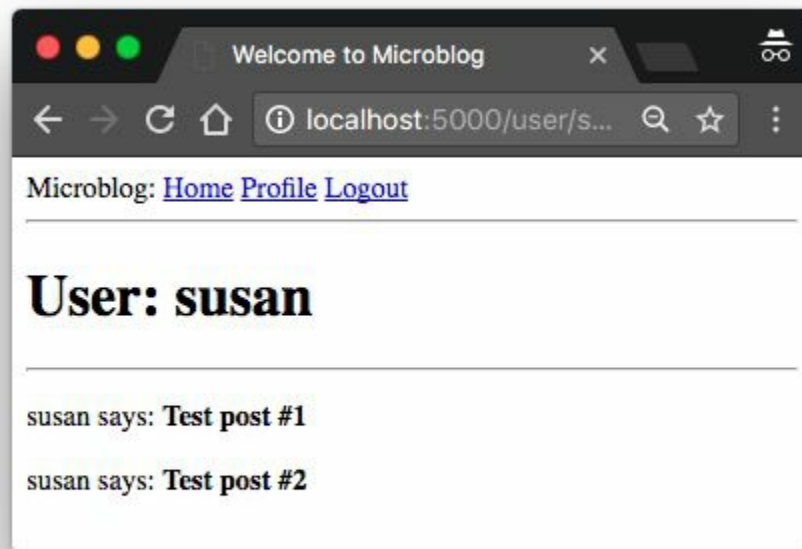 Welcome to Microblog
localhost:5000/user/s...
Microblog: Home Profile Logout
User: susan
susan says: Test post #1
susan says: Test post #2